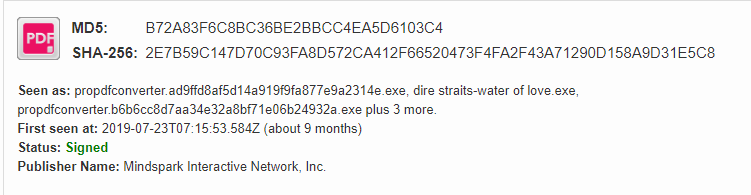 PDF
MD5: B72A83F6C8BC36BE2BBCC4EA5D6103C4
SHA-256: 2E7B59C147D70C93FA8D572CA412F66520473F4FA2F43A71290D158A9D31E5C8
Seen as: propdfconverter.ad9ffd8af5d14a919f9fa877e9a2314e.exe, dire straits-water of love.exe,
propdfconverter.b6b6cc8d7aa34e32a8bf71e06b24932a.exe plus 3 more.
First seen at: 2019-07-23T07:15:53.584Z (about 9 months)
Status: Signed
Publisher Name: Mindspark Interactive Network, Inc.